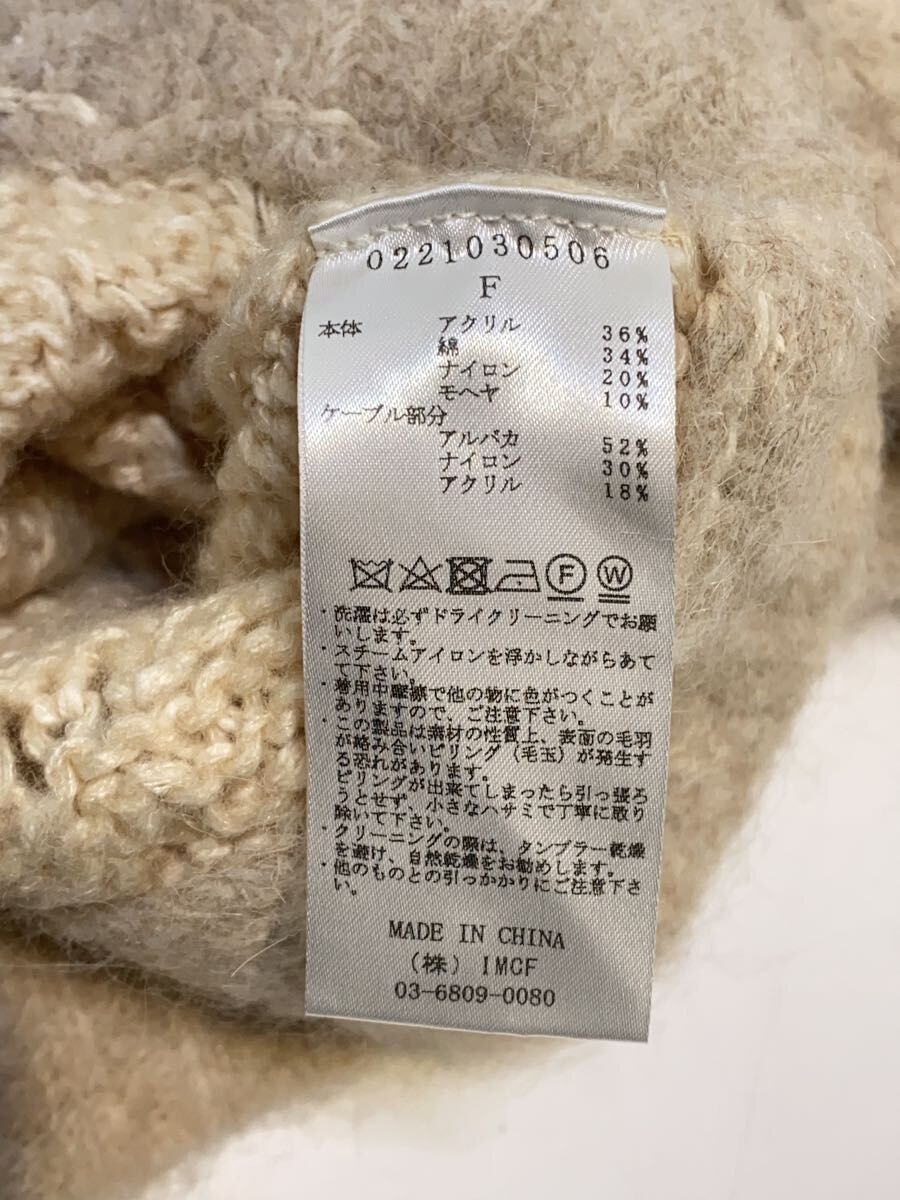 0221030506
F
本体 アクリル 36%
綿 34%
ナイロン 20%
モヘヤ 10%
ケーブル部分
アルパカ 52%
ナイロン 30%
アクリル 18%
F W
・洗濯は必ずドライクリーニングでお願
いします。
・スチームアイロンを浮かしながらあて
て下さい。
・着用中摩擦で他の物に色がつくことが
ありますので、ご注意下さい。
・この製品は素材の性質上、表面の毛羽
が絡み合いピリング（毛玉）が発生す
る恐れがあります。
ピリングが出来てしまったら引っ張ろ
うとせず、小さなハサミで丁寧に取り
除いて下さい。
・クリーニングの際は、タンブラー乾燥
を避け、自然乾燥をお勧めします。
・他のものとの引っかかりにご注意下さ
い。
MADE IN CHINA
（株） IMCF
03-6809-0080